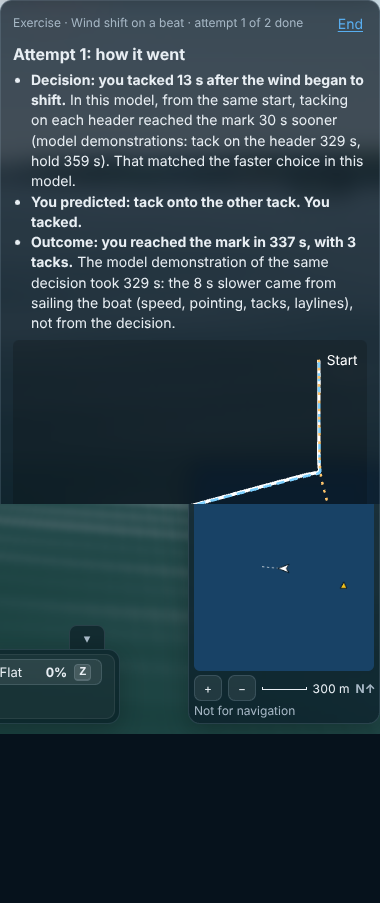 Exercise · Wind shift on a beat · attempt 1 of 2 done
End
Attempt 1: how it went
• Decision: you tacked 13 s after the wind began to
shift. In this model, from the same start, tacking
on each header reached the mark 30 s sooner
(model demonstrations: tack on the header 329 s,
hold 359 s). That matched the faster choice in this
model.
• You predicted: tack onto the other tack. You
tacked.
• Outcome: you reached the mark in 337 s, with 3
tacks. The model demonstration of the same
decision took 329 s: the 8 s slower came from
sailing the boat (speed, pointing, tacks, laylines),
not from the decision.
Start
▾
Flat 0% Z
+ − 300 m N↑
Not for navigation